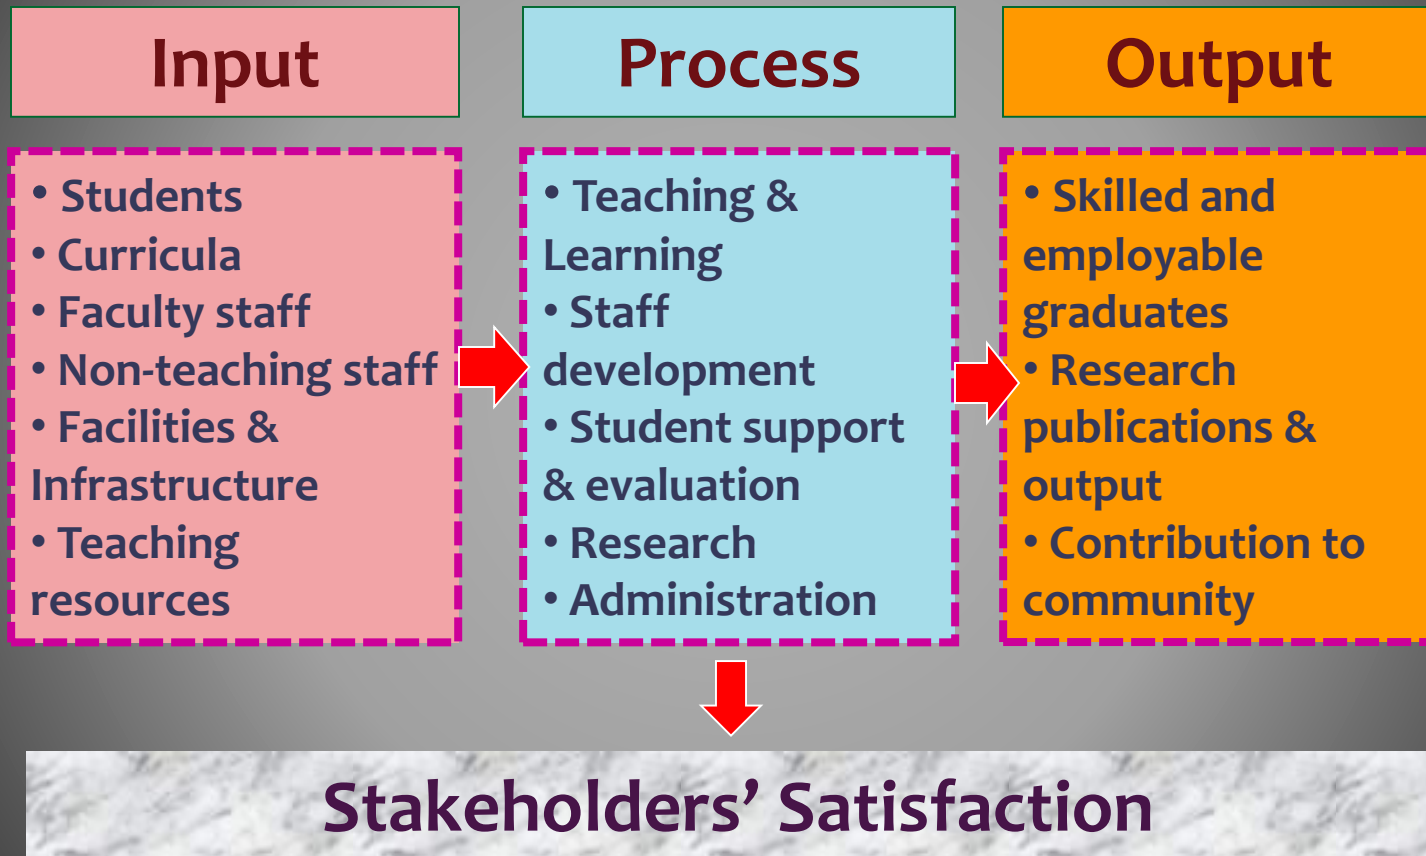 Input
• Students
• Curricula
• Faculty staff
• Non-teaching staff
• Facilities &
Infrastructure
• Teaching
resources
Process
• Teaching &
Learning
• Staff
development
• Student support
& evaluation
• Research
• Administration
Output
• Skilled and
employable
graduates
• Research
publications &
output
• Contribution to
community
Stakeholders’ Satisfaction